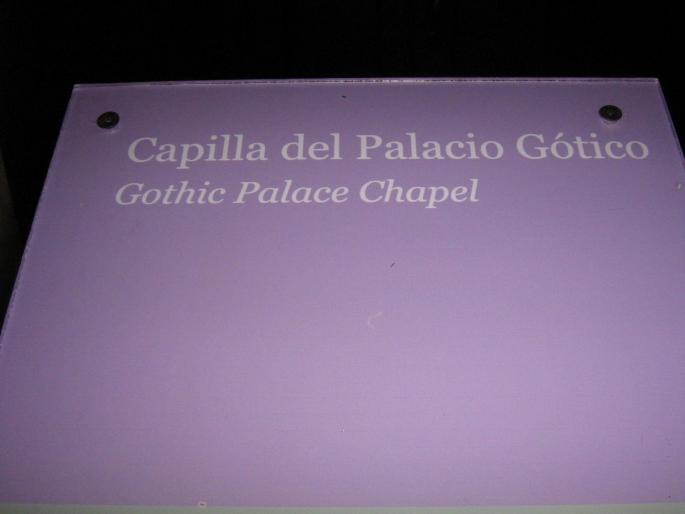 Capilla del Palacio Gótico
Gothic Palace Chapel